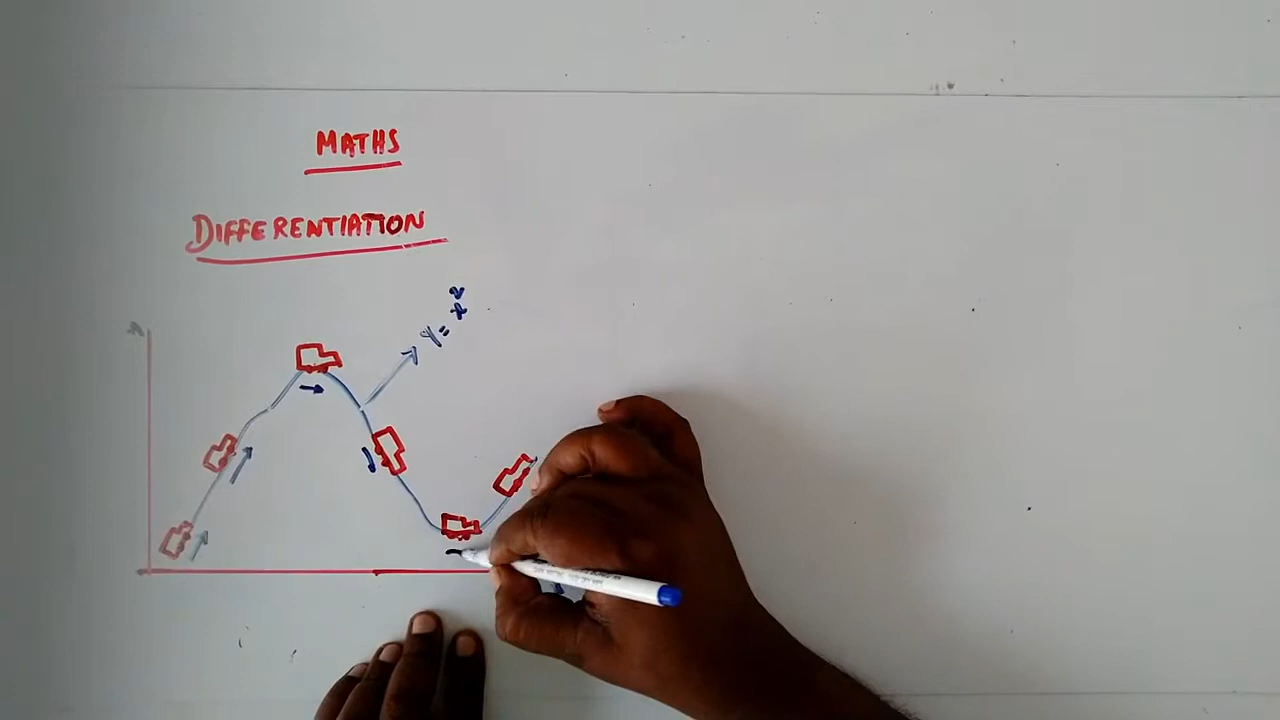 MATHS
DIFFERENTIATION
Y = x²